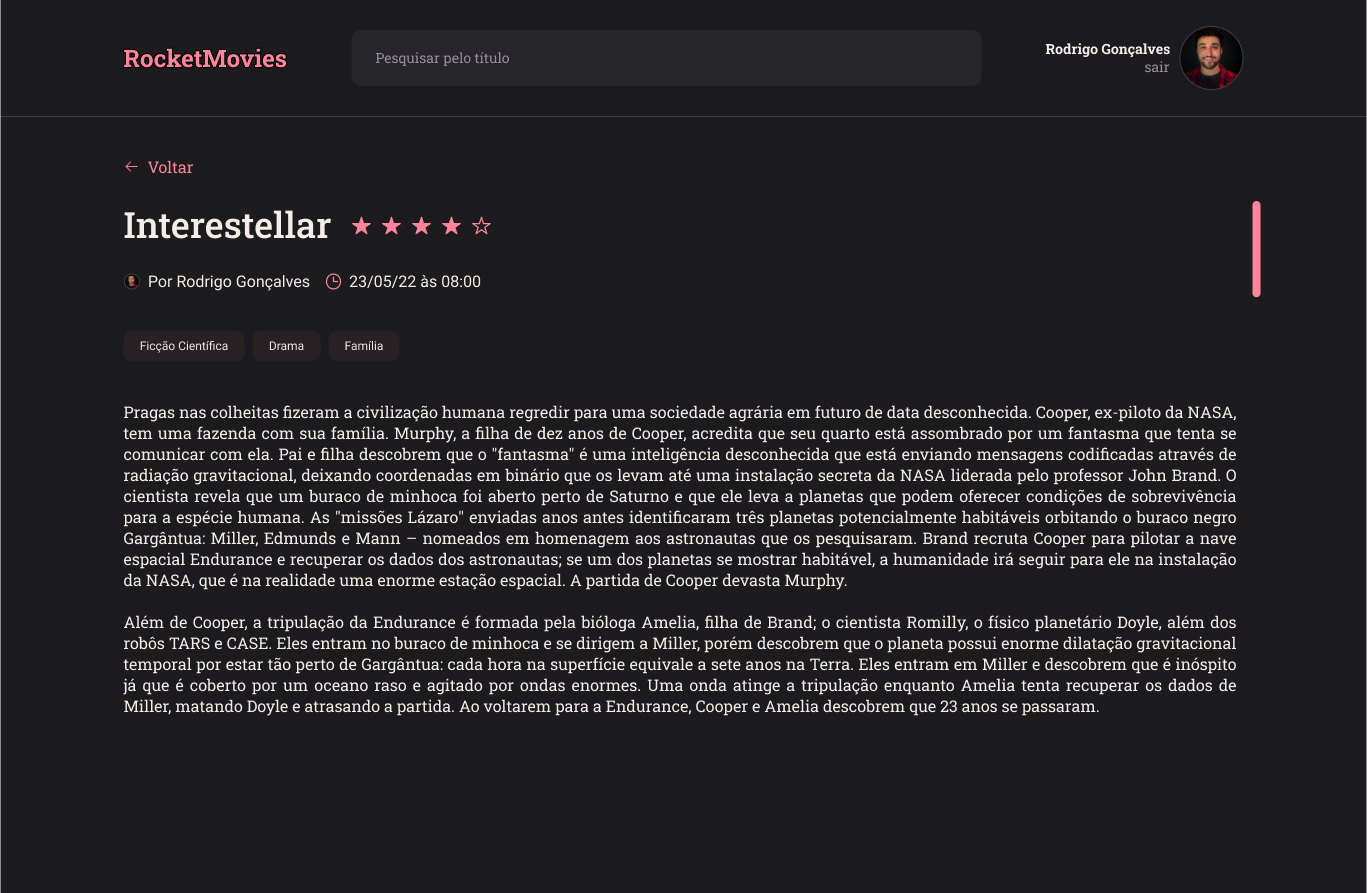 RocketMovies
Pesquisar pelo título
Rodrigo Gonçalves
sair
Voltar
Interestellar
Por Rodrigo Gonçalves
23/05/22 às 08:00
Ficção Científica
Drama
Família
Pragas nas colheitas fizeram a civilização humana regredir para uma sociedade agrária em futuro de data desconhecida. Cooper, ex-piloto da NASA,
tem uma fazenda com sua família. Murphy, a filha de dez anos de Cooper, acredita que seu quarto está assombrado por um fantasma que tenta se
comunicar com ela. Pai e filha descobrem que o "fantasma" é uma inteligência desconhecida que está enviando mensagens codificadas através de
radiação gravitacional, deixando coordenadas em binário que os levam até uma instalação secreta da NASA liderada pelo professor John Brand. O
cientista revela que um buraco de minhoca foi aberto perto de Saturno e que ele leva a planetas que podem oferecer condições de sobrevivência
para a espécie humana. As "missões Lázaro" enviadas anos antes identificaram três planetas potencialmente habitáveis orbitando o buraco negro
Gargântua: Miller, Edmunds e Mann – nomeados em homenagem aos astronautas que os pesquisaram. Brand recruta Cooper para pilotar a nave
espacial Endurance e recuperar os dados dos astronautas; se um dos planetas se mostrar habitável, a humanidade irá seguir para ele na instalação
da NASA, que é na realidade uma enorme estação espacial. A partida de Cooper devasta Murphy.
Além de Cooper, a tripulação da Endurance é formada pela bióloga Amelia, filha de Brand; o cientista Romilly, o físico planetário Doyle, além dos
robôs TARS e CASE. Eles entram no buraco de minhoca e se dirigem a Miller, porém descobrem que o planeta possui enorme dilatação gravitacional
temporal por estar tão perto de Gargântua: cada hora na superfície equivale a sete anos na Terra. Eles entram em Miller e descobrem que é inóspito
já que é coberto por um oceano raso e agitado por ondas enormes. Uma onda atinge a tripulação enquanto Amelia tenta recuperar os dados de
Miller, matando Doyle e atrasando a partida. Ao voltarem para a Endurance, Cooper e Amelia descobrem que 23 anos se passaram.